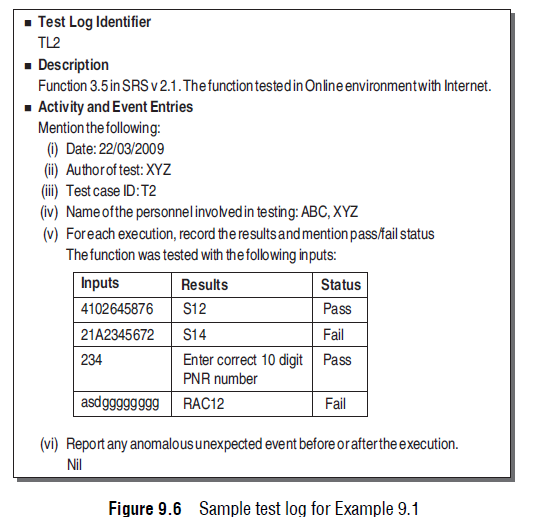 ■ Test Log Identifier
TL2
■ Description
Function 3.5 in SRS v 2.1. The function tested in Online environment with Internet.
■ Activity and Event Entries
Mention the following:
(i) Date: 22/03/2009
(ii) Author of test: XYZ
(iii) Test case ID: T2
(iv) Name of the personnel involved in testing: ABC, XYZ
(v) For each execution, record the results and mention pass/fail status
The function was tested with the following inputs:
Inputs Results Status
4102645876 S12 Pass
21A2345672 S14 Fail
234 Enter correct 10 digit Pass
PNR number
asdggggggg RAC12 Fail
(vi) Report any anomalous unexpected event before or after the execution.
Nil
Figure 9.6 Sample test log for Example 9.1